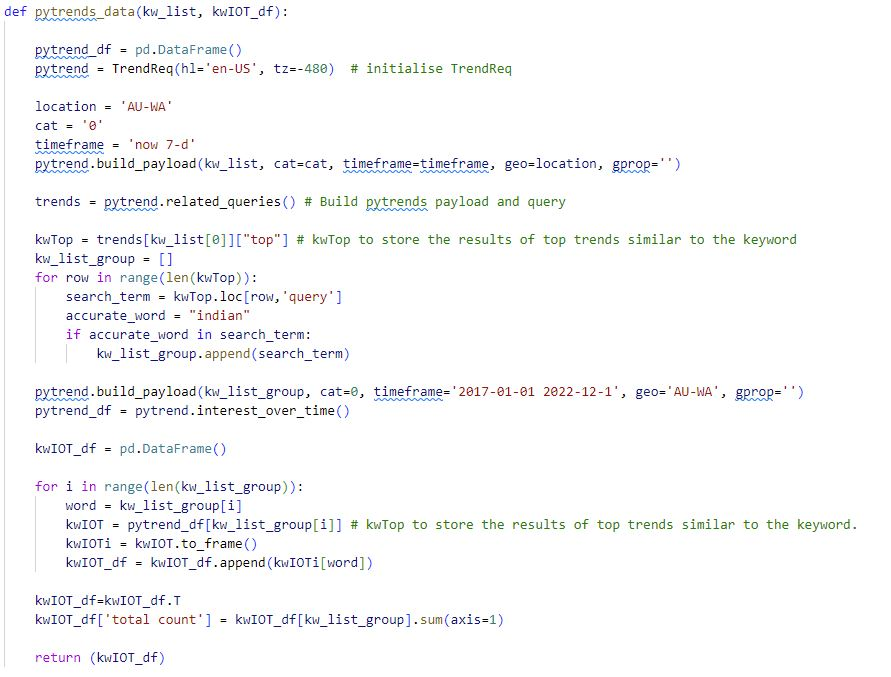 def pytrends_data(kw_list, kwIOT_df):
pytrend_df = pd.DataFrame()
pytrend = TrendReq(hl='en-US', tz=-480)  # initialise TrendReq
location = 'AU-WA'
cat = '0'
timeframe = 'now 7-d'
pytrend.build_payload(kw_list, cat=cat, timeframe=timeframe, geo=location, gprop='')
trends = pytrend.related_queries() # Build pytrends payload and query
kwTop = trends[kw_list[0]]["top"] # kwTop to store the results of top trends similar to the keyword
kw_list_group = []
for row in range(len(kwTop)):
search_term = kwTop.loc[row,'query']
accurate_word = "indian"
if accurate_word in search_term:
kw_list_group.append(search_term)
pytrend.build_payload(kw_list_group, cat=0, timeframe='2017-01-01 2022-12-1', geo='AU-WA', gprop='')
pytrend_df = pytrend.interest_over_time()
kwIOT_df = pd.DataFrame()
for i in range(len(kw_list_group)):
word = kw_list_group[i]
kwIOT = pytrend_df[kw_list_group[i]] # kwTop to store the results of top trends similar to the keyword.
kwIOTi = kwIOT.to_frame()
kwIOT_df = kwIOT_df.append(kwIOTi[word])
kwIOT_df=kwIOT_df.T
kwIOT_df['total count'] = kwIOT_df[kw_list_group].sum(axis=1)
return (kwIOT_df)